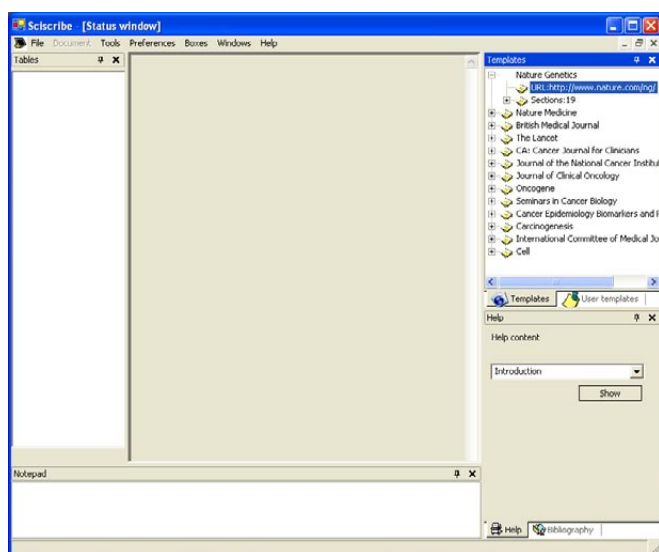 Sciscribe - [Status window]
File Document Tools Preferences Boxes Windows Help
Tables
Templates
Nature Genetics
URL:http://www.nature.com/ng/
Sections:19
Nature Medicine
British Medical Journal
The Lancet
CA: Cancer Journal for Clinicians
Journal of the National Cancer Institu
Journal of Clinical Oncology
Oncogene
Seminars in Cancer Biology
Cancer Epidemiology Biomarkers and P
Carcinogenesis
International Committee of Medical Jo
Cell
Templates User templates
Help
Help content
Introduction
Show
Notepad
Help Bibliography